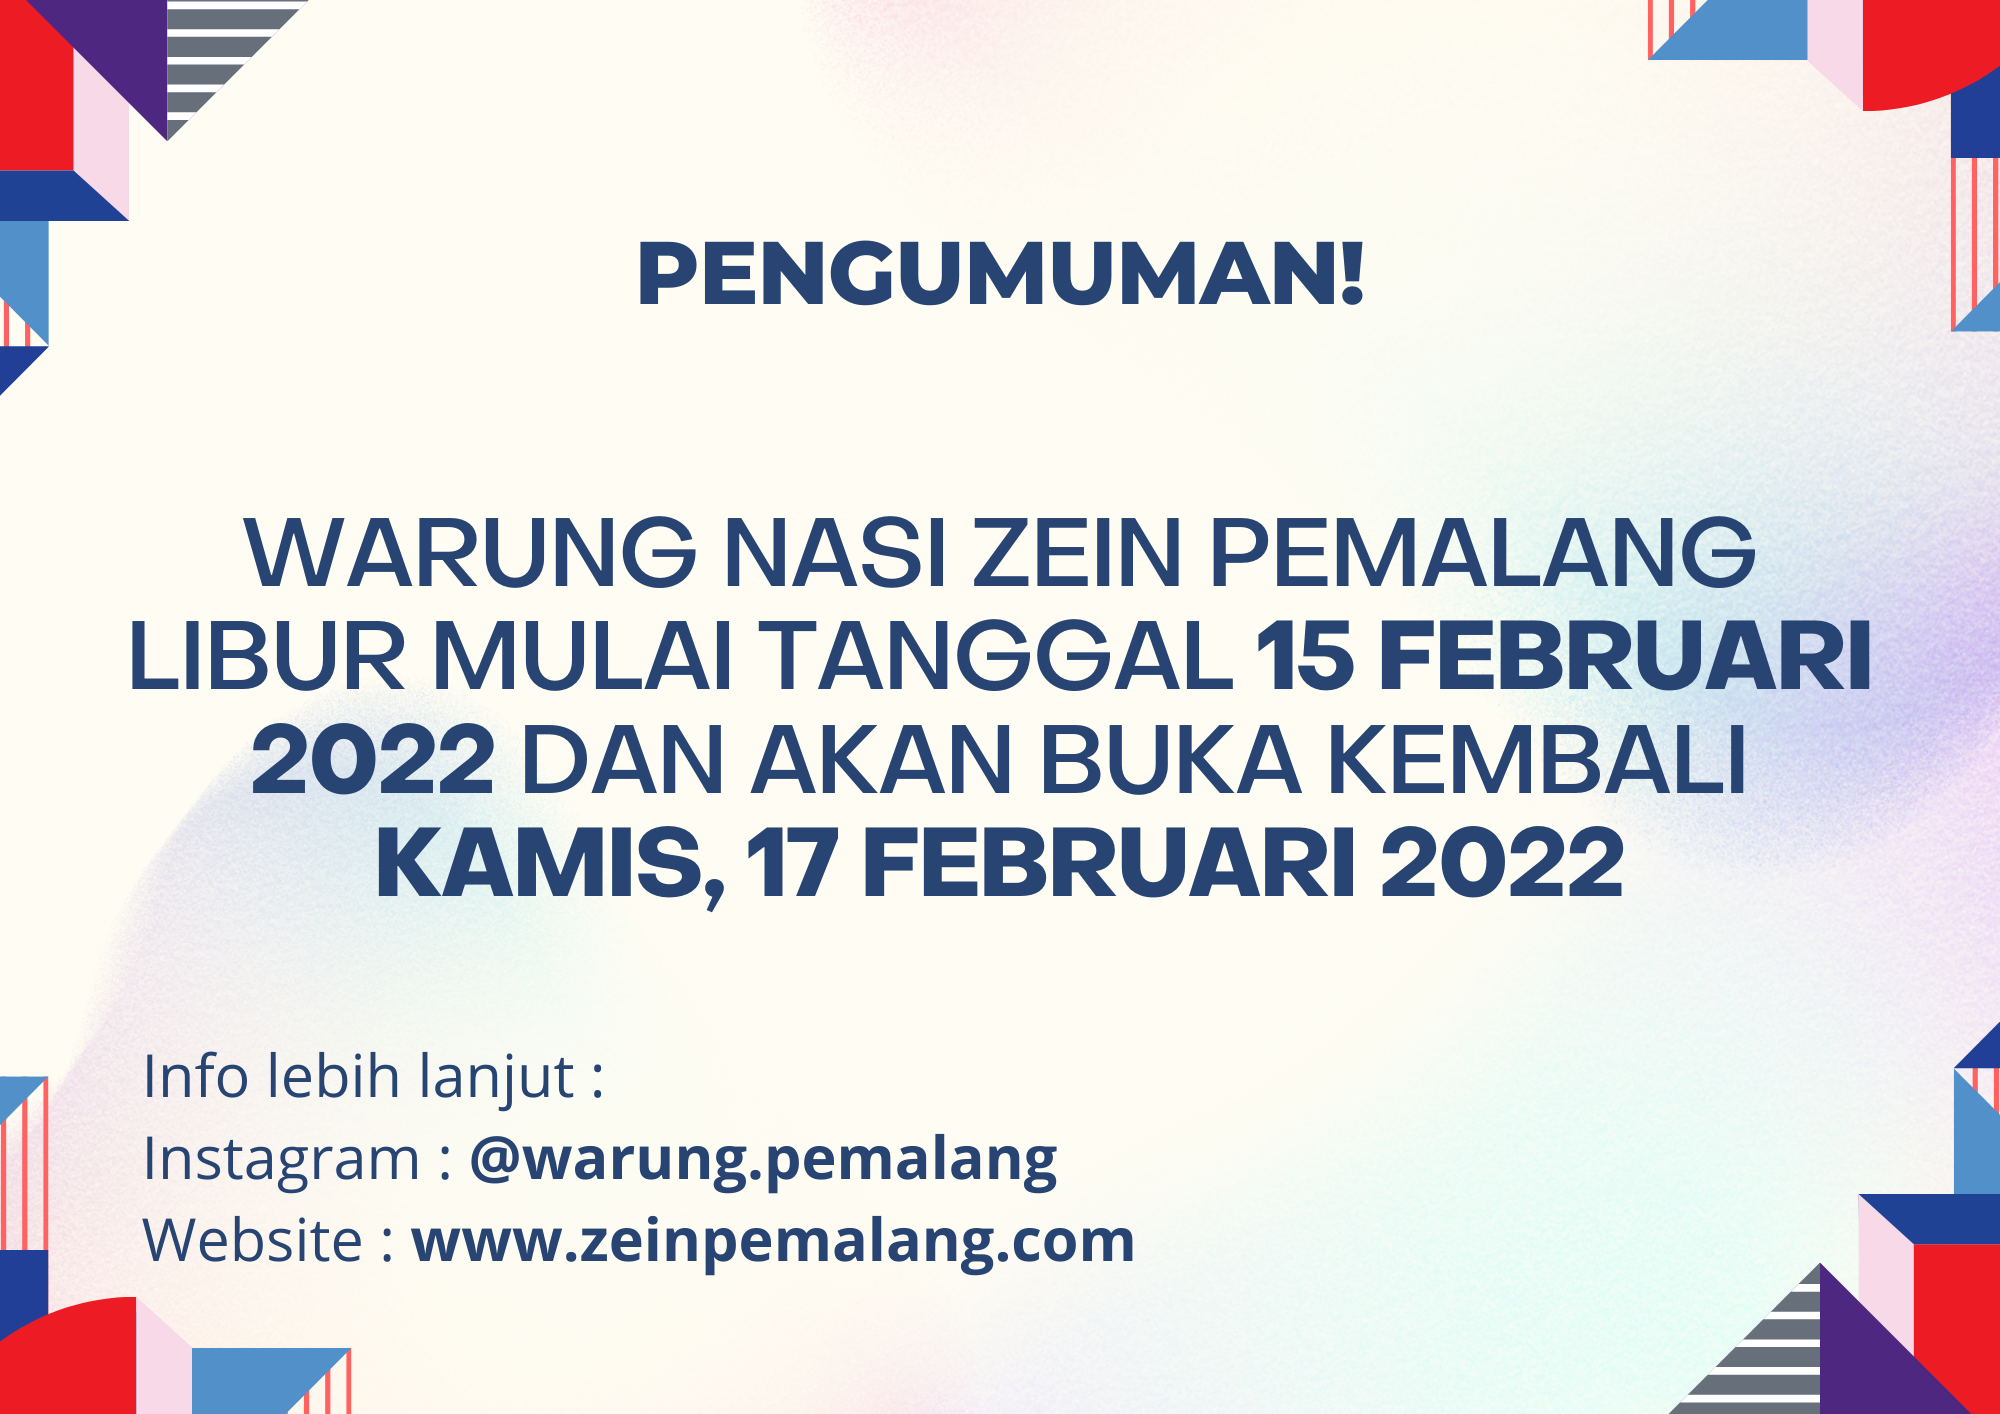 PENGUMUMAN!
WARUNG NASI ZEIN PEMALANG
LIBUR MULAI TANGGAL 15 FEBRUARI
2022 DAN AKAN BUKA KEMBALI
KAMIS, 17 FEBRUARI 2022
Info lebih lanjut :
Instagram : @warung.pemalang
Website : www.zeinpemalang.com